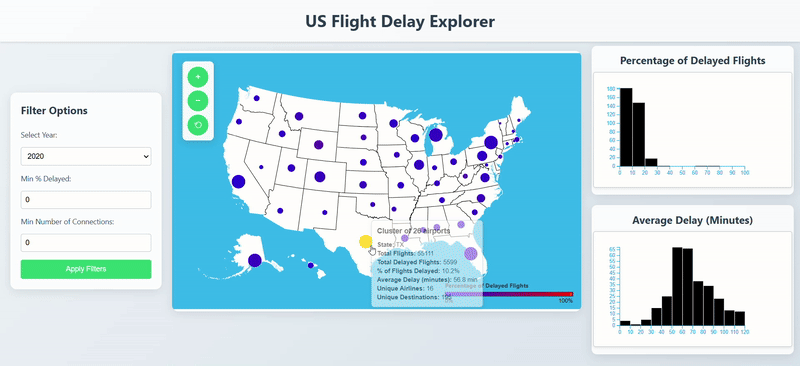 US Flight Delay Explorer
Filter Options
Select Year:
2020
Min % Delayed:
0
Min Number of Connections:
0
Apply Filters
+
−
Cluster of 26 airports
State: TX
Total Flights:
Total Delayed Flights: 5599
% of Flights Delayed: 10.2%
Average Delay (minutes): 56.8 min
Unique Airlines: 16
Unique Destinations:
Percentage of Delayed Flights
0%
100%
Percentage of Delayed Flights
180
160
140
120
100
80
60
40
20
0
0 10 20 30 40 50 60 70 80 90 100
Average Delay (Minutes)
65
60
55
50
45
40
35
30
25
20
15
10
5
0
0 10 20 30 40 50 60 70 80 90 100 110 120